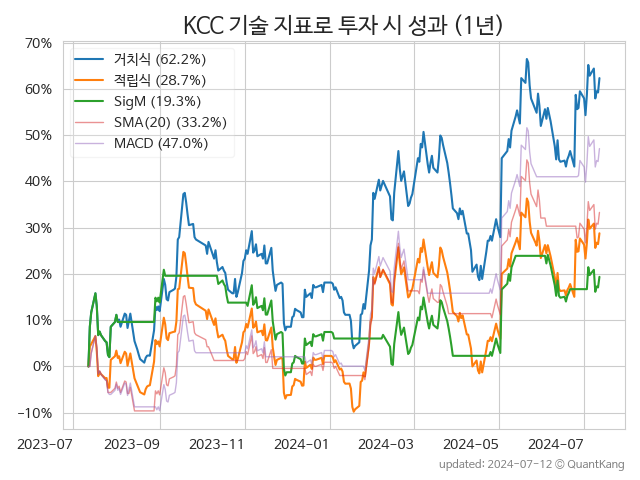 KCC 기술 지표로 투자 시 성과 (1년)
70%
60%
50%
40%
30%
20%
10%
0%
−10%
거치식 (62.2%)
적립식 (28.7%)
SigM (19.3%)
SMA(20) (33.2%)
MACD (47.0%)
2023-07 2023-09 2023-11 2024-01 2024-03 2024-05 2024-07
updated: 2024-07-12 © QuantKang